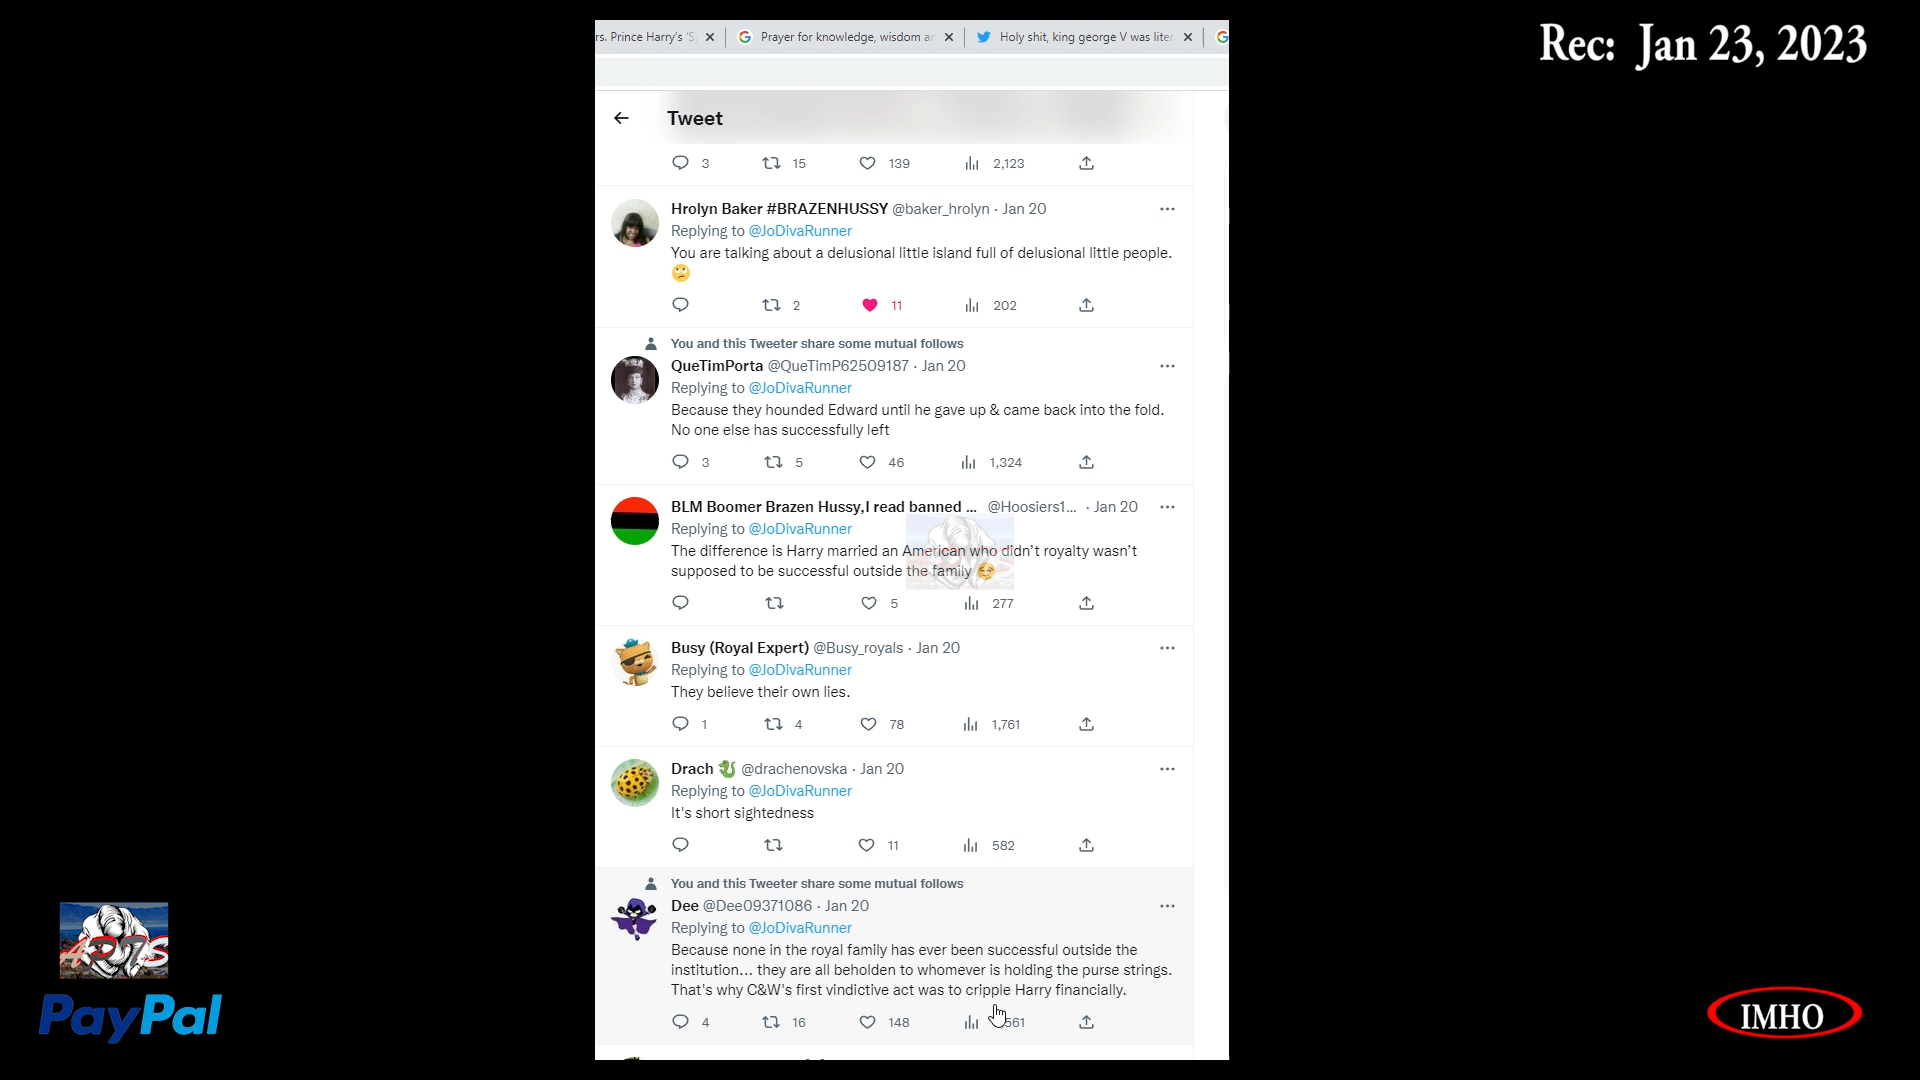 Rec: Jan 23, 2023
rs. Prince Harry's 'S
Prayer for knowledge, wisdom an
Holy shit, king george V was liter
Tweet
3 15 139 2,123
Hrolyn Baker #BRAZENHUSSY @baker_hrolyn · Jan 20
Replying to @JoDivaRunner
You are talking about a delusional little island full of delusional little people.
2 11 202
You and this Tweeter share some mutual follows
QueTimPorta @QueTimP62509187 · Jan 20
Replying to @JoDivaRunner
Because they hounded Edward until he gave up & came back into the fold.
No one else has successfully left
3 5 46 1,324
BLM Boomer Brazen Hussy,I read banned ... @Hoosiers1... · Jan 20
Replying to @JoDivaRunner
The difference is Harry married an American who didn't royalty wasn't
supposed to be successful outside the family
5 277
Busy (Royal Expert) @Busy_royals · Jan 20
Replying to @JoDivaRunner
They believe their own lies.
1 4 78 1,761
Drach @drachenovska · Jan 20
Replying to @JoDivaRunner
It's short sightedness
11 582
You and this Tweeter share some mutual follows
Dee @Dee09371086 · Jan 20
Replying to @JoDivaRunner
Because none in the royal family has ever been successful outside the
institution... they are all beholden to whomever is holding the purse strings.
That's why C&W's first vindictive act was to cripple Harry financially.
4 16 148 561
PayPal
IMHO